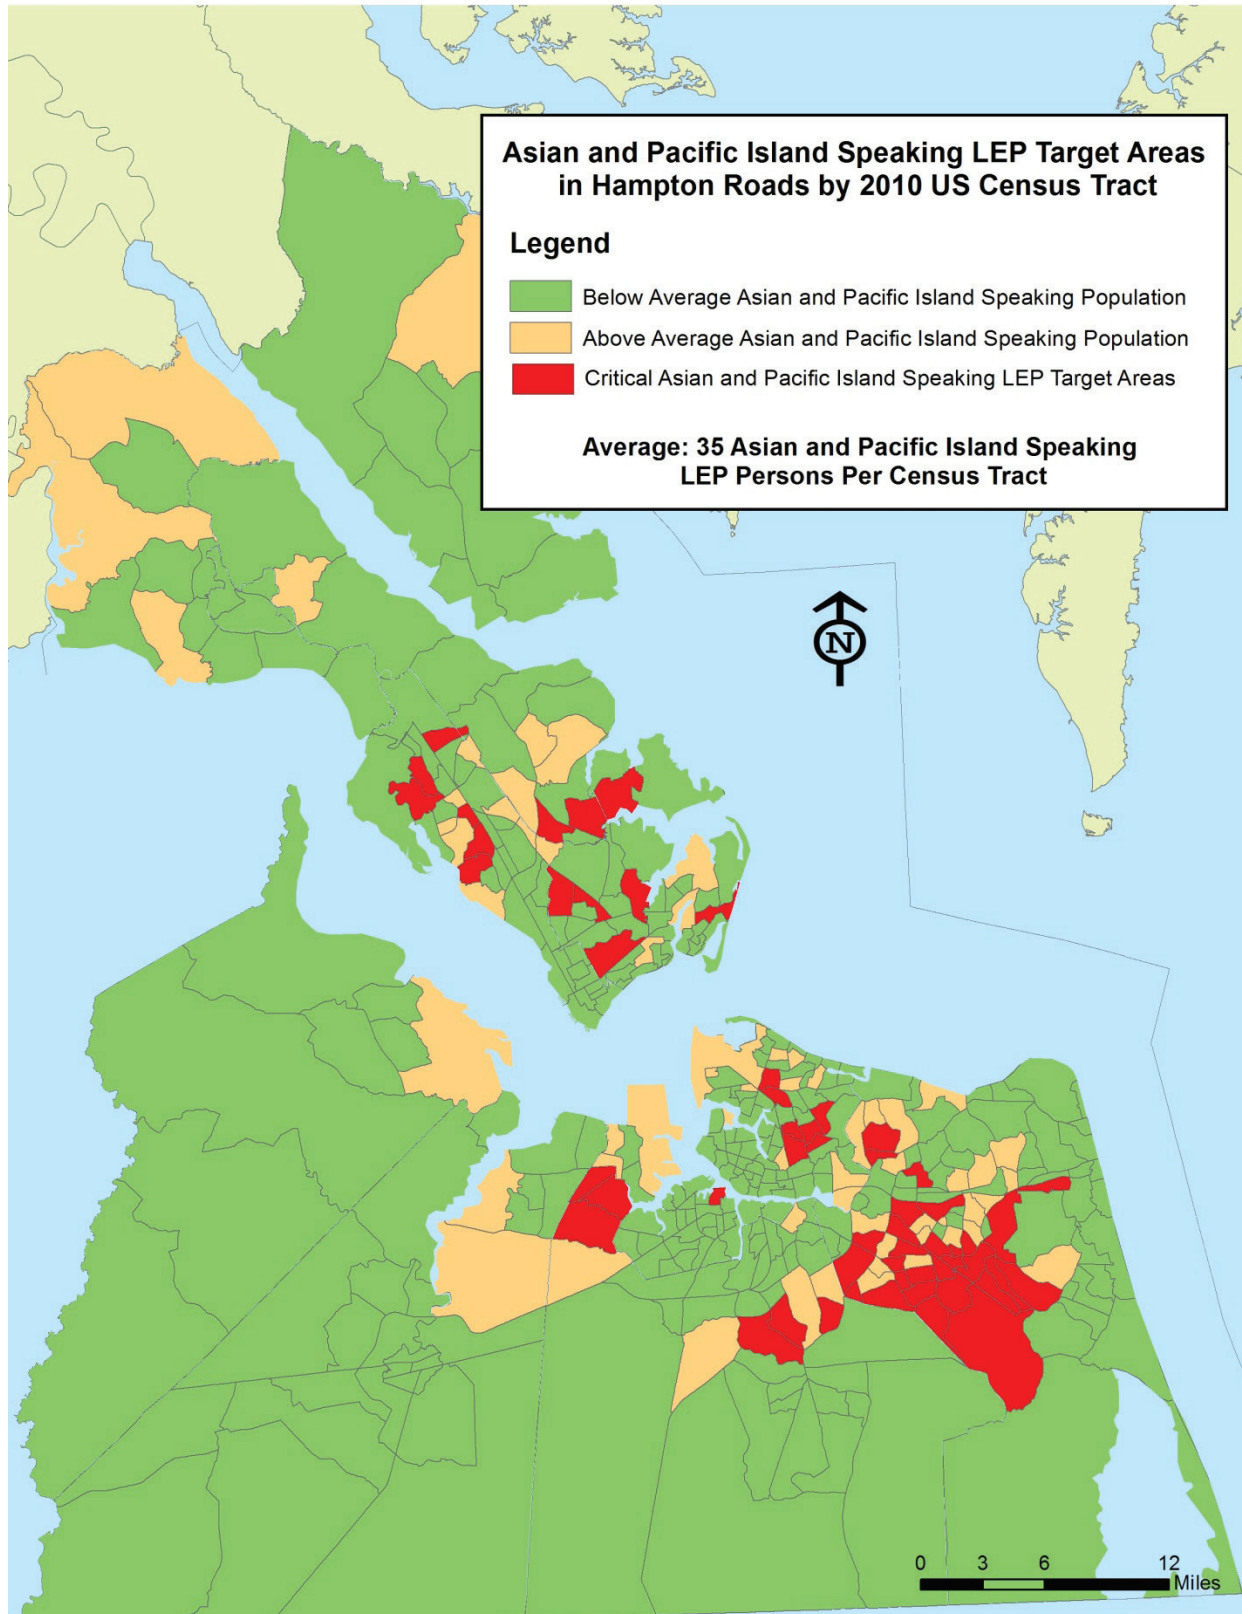 Asian and Pacific Island Speaking LEP Target Areas
in Hampton Roads by 2010 US Census Tract
Legend
Below Average Asian and Pacific Island Speaking Population
Above Average Asian and Pacific Island Speaking Population
Critical Asian and Pacific Island Speaking LEP Target Areas
Average: 35 Asian and Pacific Island Speaking
LEP Persons Per Census Tract
N
0 3 6 12
Miles